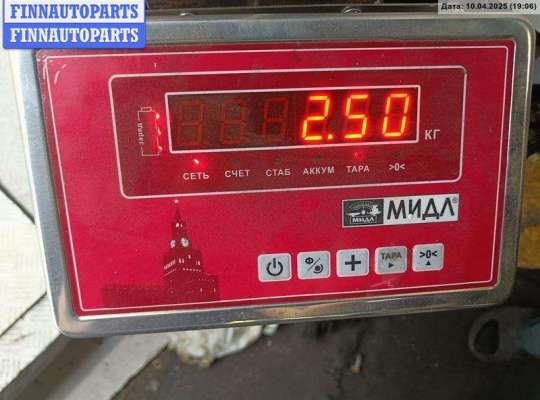 FINNAUTOPARTS
FINNAUTOPARTS
Дата: 10.04.2025 (19:06)
2.50
КГ
СЕТЬ СЧЕТ СТАБ АККУМ ТАРА >0<
МИДЛ
МИДЛ®
Ф/ + ТАРА >0<